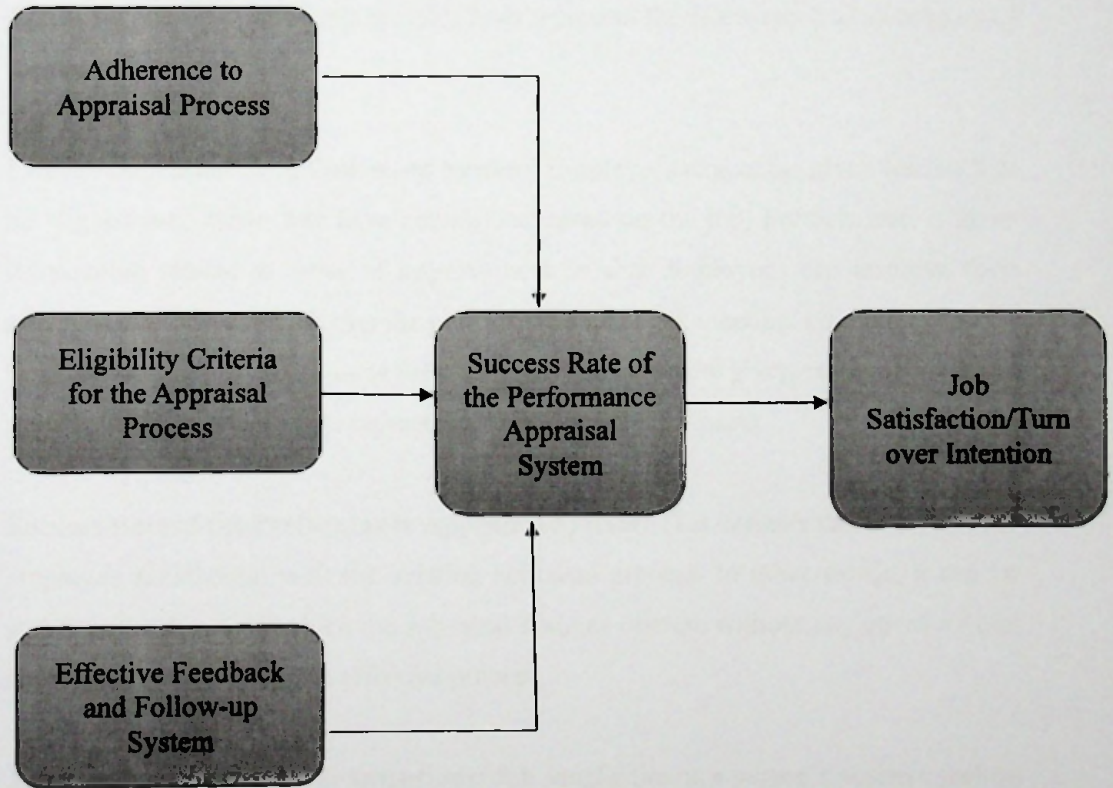 Adherence to
Appraisal Process
Eligibility Criteria
for the Appraisal
Process
Success Rate of
the Performance
Appraisal
System
Job
Satisfaction/Turn
over Intention
Effective Feedback
and Follow-up
System